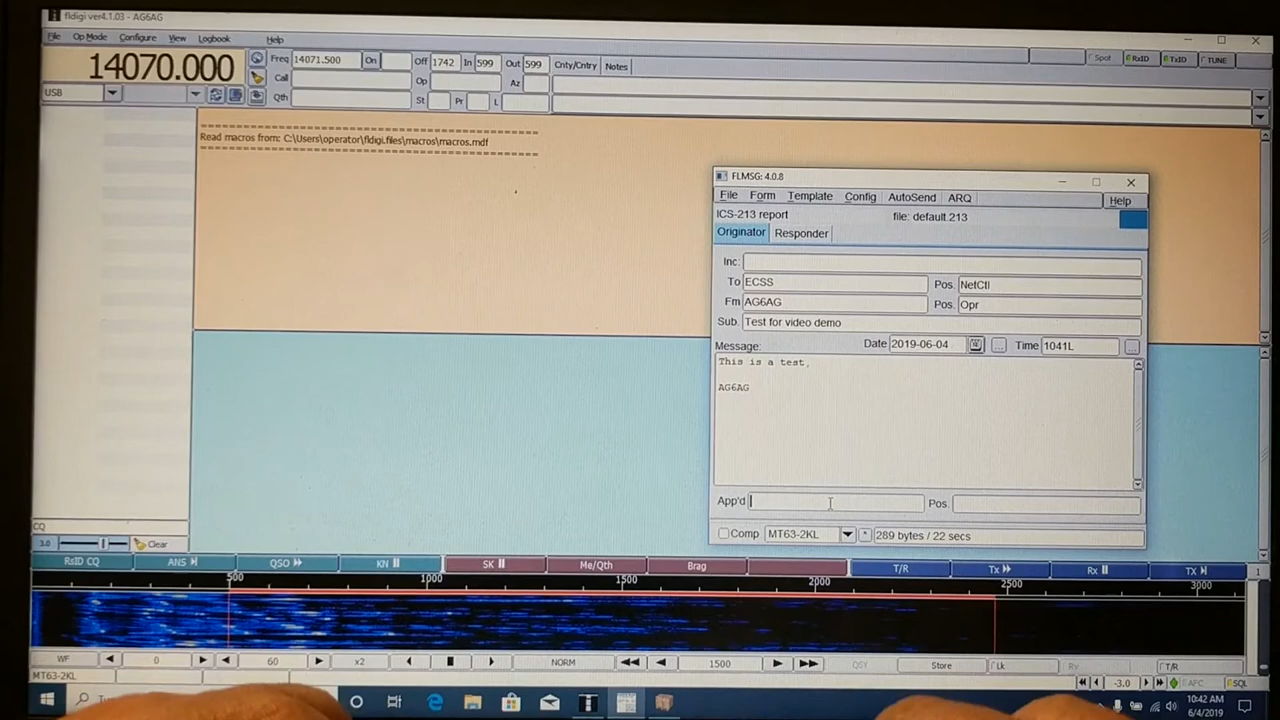 fldigi ver4.1.03 - AG6AG
File Op Mode Configure View Logbook Help
14070.000
Freq 14071.500 On Off 1742 In 599 Out 599 Cnty/Cntry Notes
Spot RxID TxID TUNE
Call Op Az
USB
Qth St Pr L
================================================
Read macros from: C:\Users\operator\fldigi.files\macros\macros.mdf
================================================
FLMSG: 4.0.8
File Form Template Config AutoSend ARQ Help
ICS-213 report file: default.213
Originator Responder
Inc:
To ECSS Pos. NetCtl
Fm AG6AG Pos. Opr
Sub. Test for video demo
Message: Date 2019-06-04 ... Time 1041L ...
This is a test,
AG6AG
App'd Pos.
Comp MT63-2KL * 289 bytes / 22 secs
CQ
3.0 Clear
RsID CQ ANS QSO KN SK Me/Qth Brag T/R Tx Rx TX 1
500 1000 1500 2000 2500 3000
WF 0 60 x2 NORM 1500 QSY Store Lk Rv T/R
MT63-2KL -3.0 AFC SQL
10:42 AM
6/4/2019